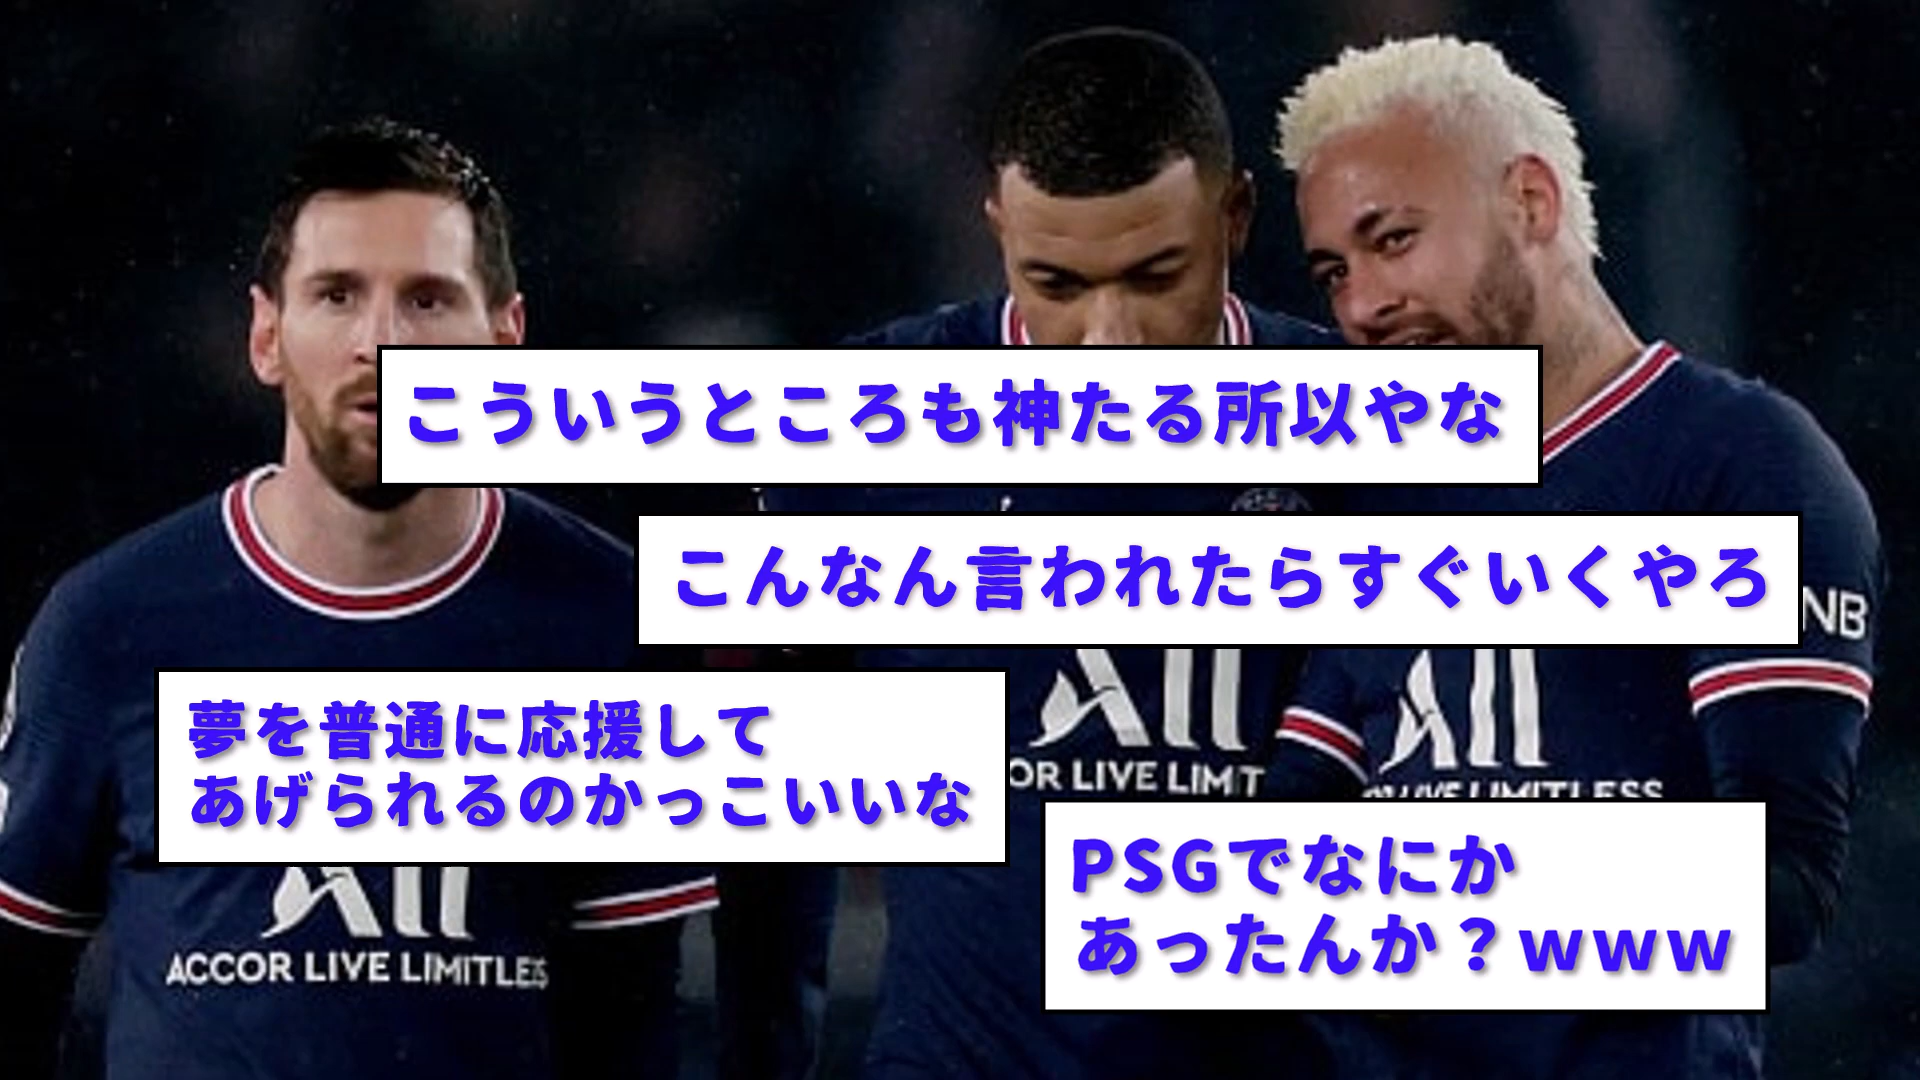 こういうところも神たる所以やな
こんなん言われたらすぐいくやろ
NB
夢を普通に応援して
あげられるのかっこいいな
OR LIVE LIMIT
PSGでなにか
あったんか？www
ACCOR LIVE LIMITLES